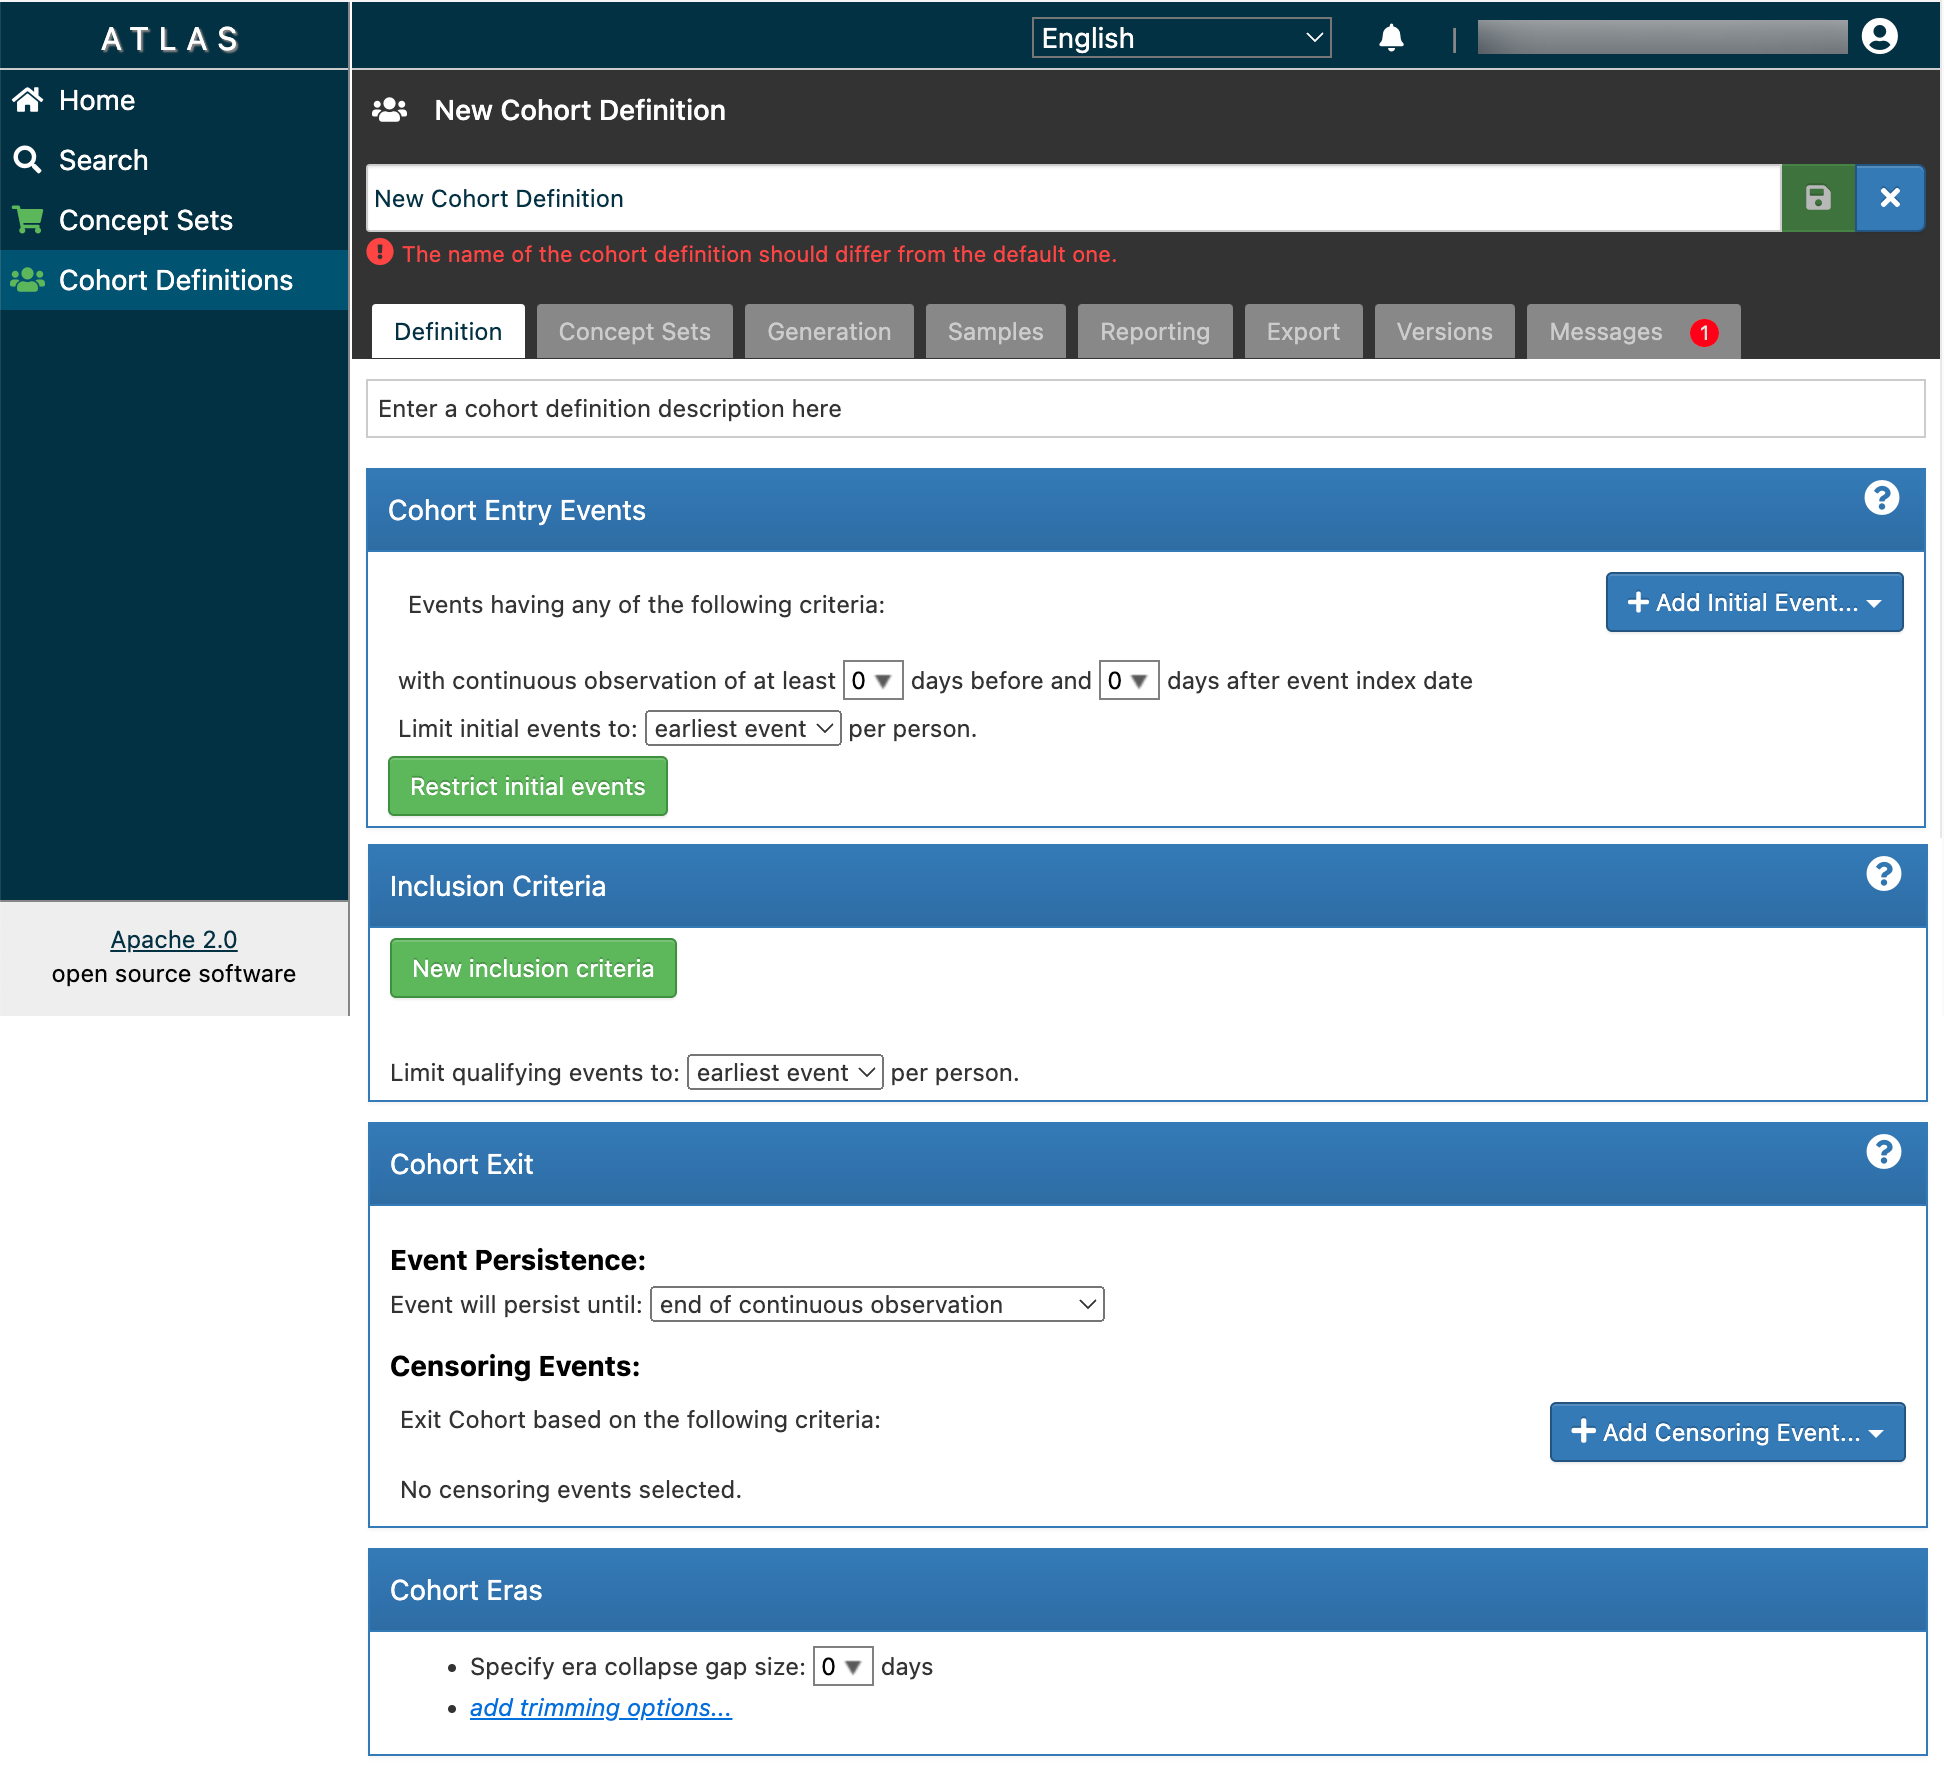 ATLAS
English
|
Home
Search
Concept Sets
Cohort Definitions
Apache 2.0
open source software
New Cohort Definition
New Cohort Definition
The name of the cohort definition should differ from the default one.
Definition Concept Sets Generation Samples Reporting Export Versions Messages 1
Enter a cohort definition description here
Cohort Entry Events
Events having any of the following criteria:
Add Initial Event...
with continuous observation of at least 0 days before and 0 days after event index date
Limit initial events to: earliest event per person.
Restrict initial events
Inclusion Criteria
New inclusion criteria
Limit qualifying events to: earliest event per person.
Cohort Exit
Event Persistence:
Event will persist until: end of continuous observation
Censoring Events:
Exit Cohort based on the following criteria:
Add Censoring Event...
No censoring events selected.
Cohort Eras
• Specify era collapse gap size: 0 days
• add trimming options...